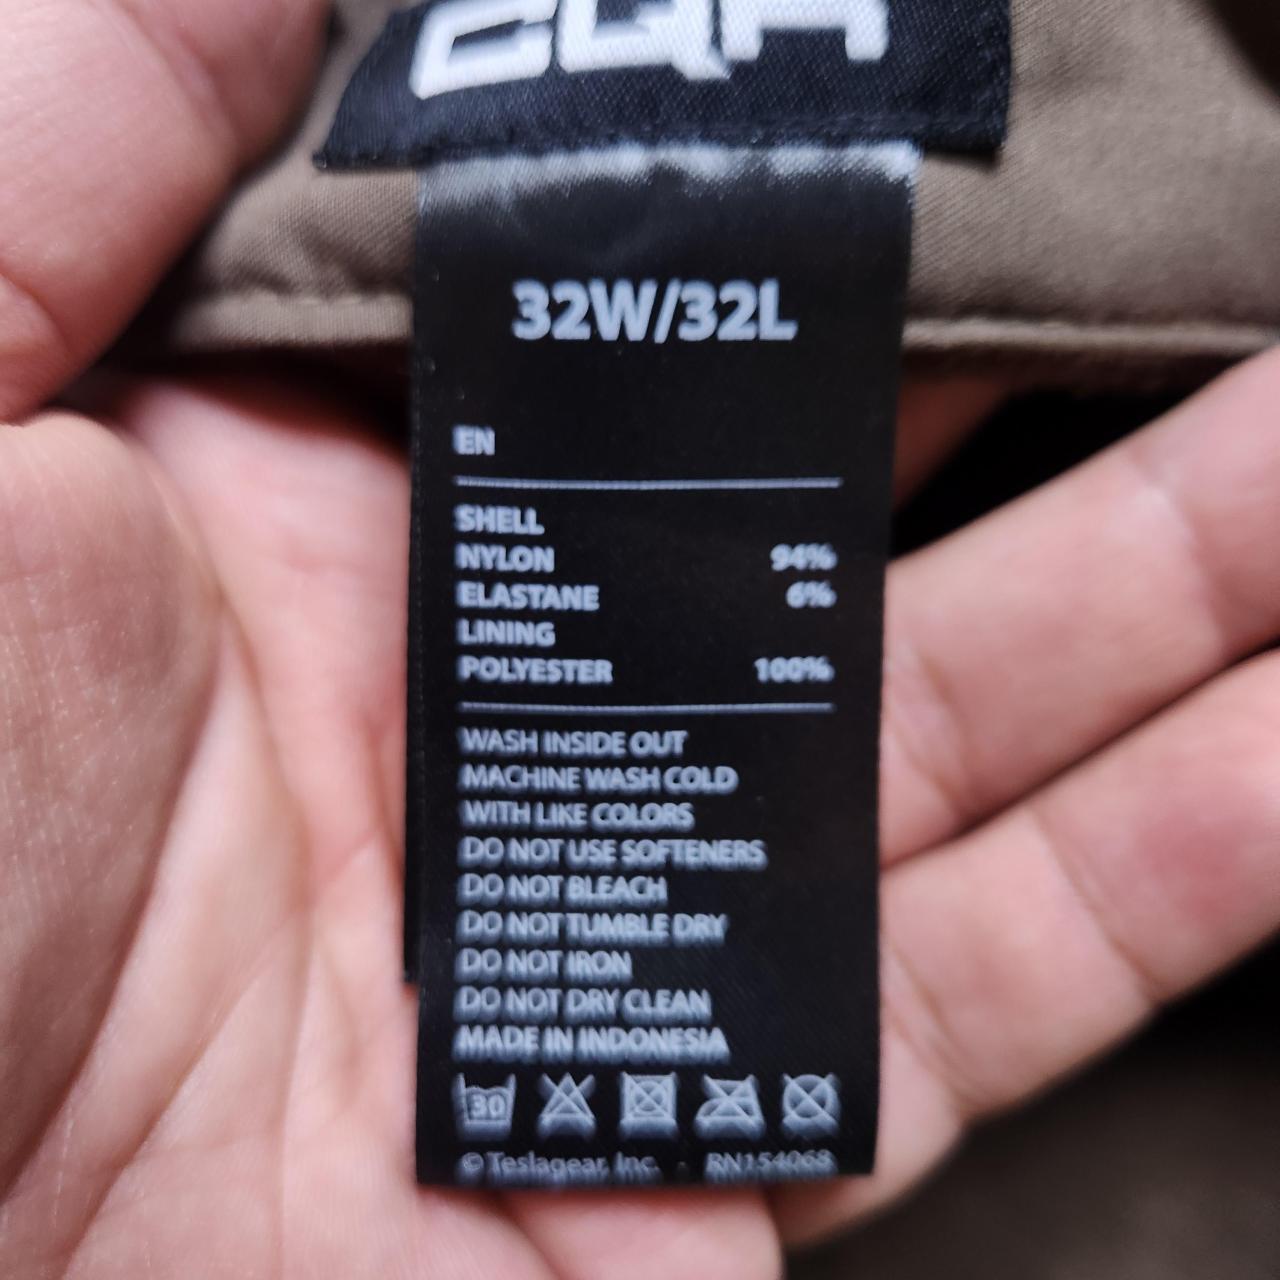 CQR
32W/32L
EN
SHELL
NYLON 94%
ELASTANE 6%
LINING
POLYESTER 100%
WASH INSIDE OUT
MACHINE WASH COLD
WITH LIKE COLORS
DO NOT USE SOFTENERS
DO NOT BLEACH
DO NOT TUMBLE DRY
DO NOT IRON
DO NOT DRY CLEAN
MADE IN INDONESIA
30
© Teslagear, Inc. RN154068